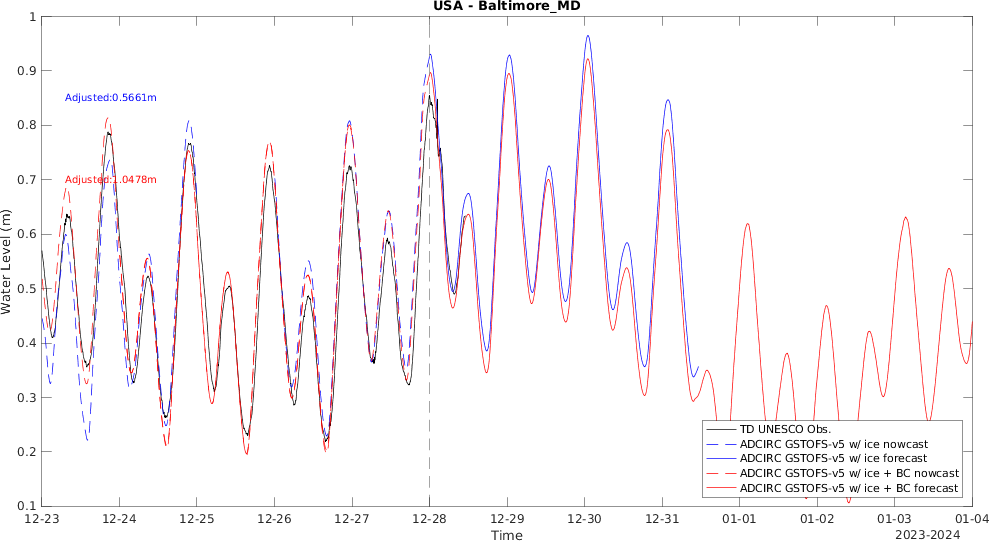 USA - Baltimore_MD
1
0.9
0.8
0.7
0.6
0.5
0.4
0.3
0.2
0.1
Water Level (m)
Adjusted:0.5661m
Adjusted:1.0478m
TD UNESCO Obs.
ADCIRC GSTOFS-v5 w/ ice nowcast
ADCIRC GSTOFS-v5 w/ ice forecast
ADCIRC GSTOFS-v5 w/ ice + BC nowcast
ADCIRC GSTOFS-v5 w/ ice + BC forecast
12-23 12-24 12-25 12-26 12-27 12-28 12-29 12-30 12-31 01-01 01-02 01-03 01-04
Time
2023-2024